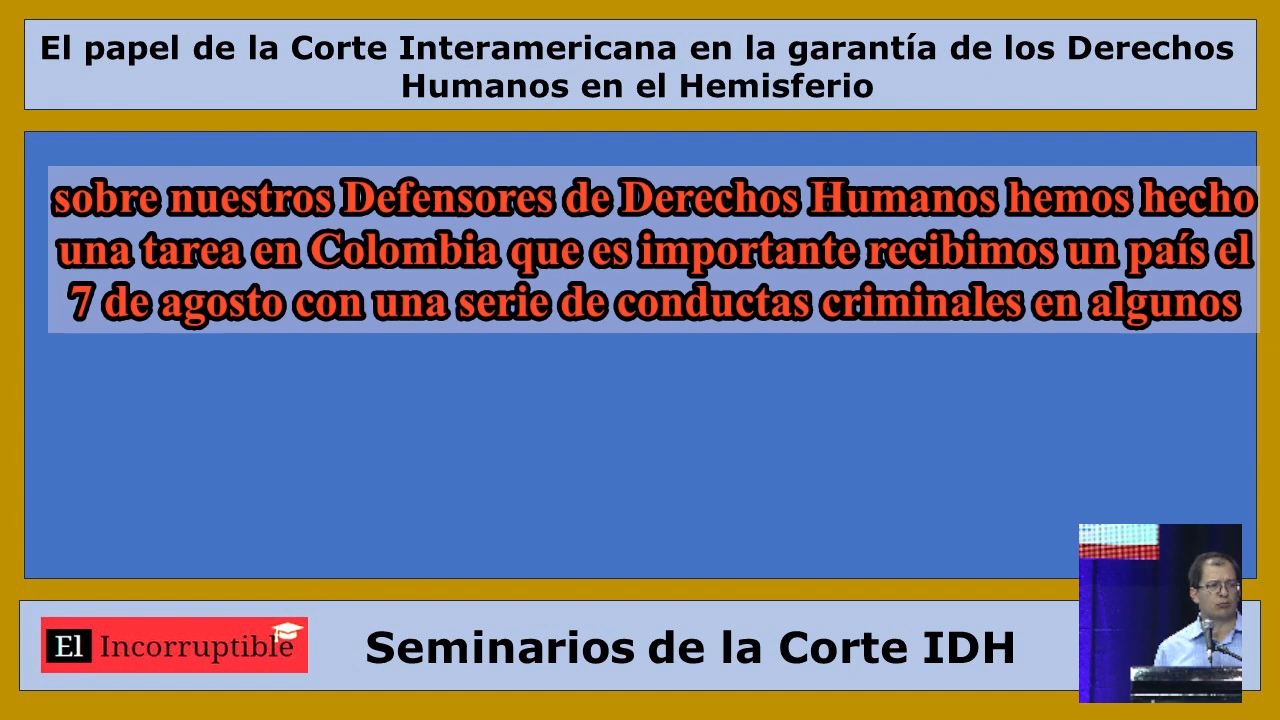 El papel de la Corte Interamericana en la garantía de los Derechos
Humanos en el Hemisferio
sobre nuestros Defensores de Derechos Humanos hemos hecho
una tarea en Colombia que es importante recibimos un país el
7 de agosto con una serie de conductas criminales en algunos
El Incorruptible
Seminarios de la Corte IDH